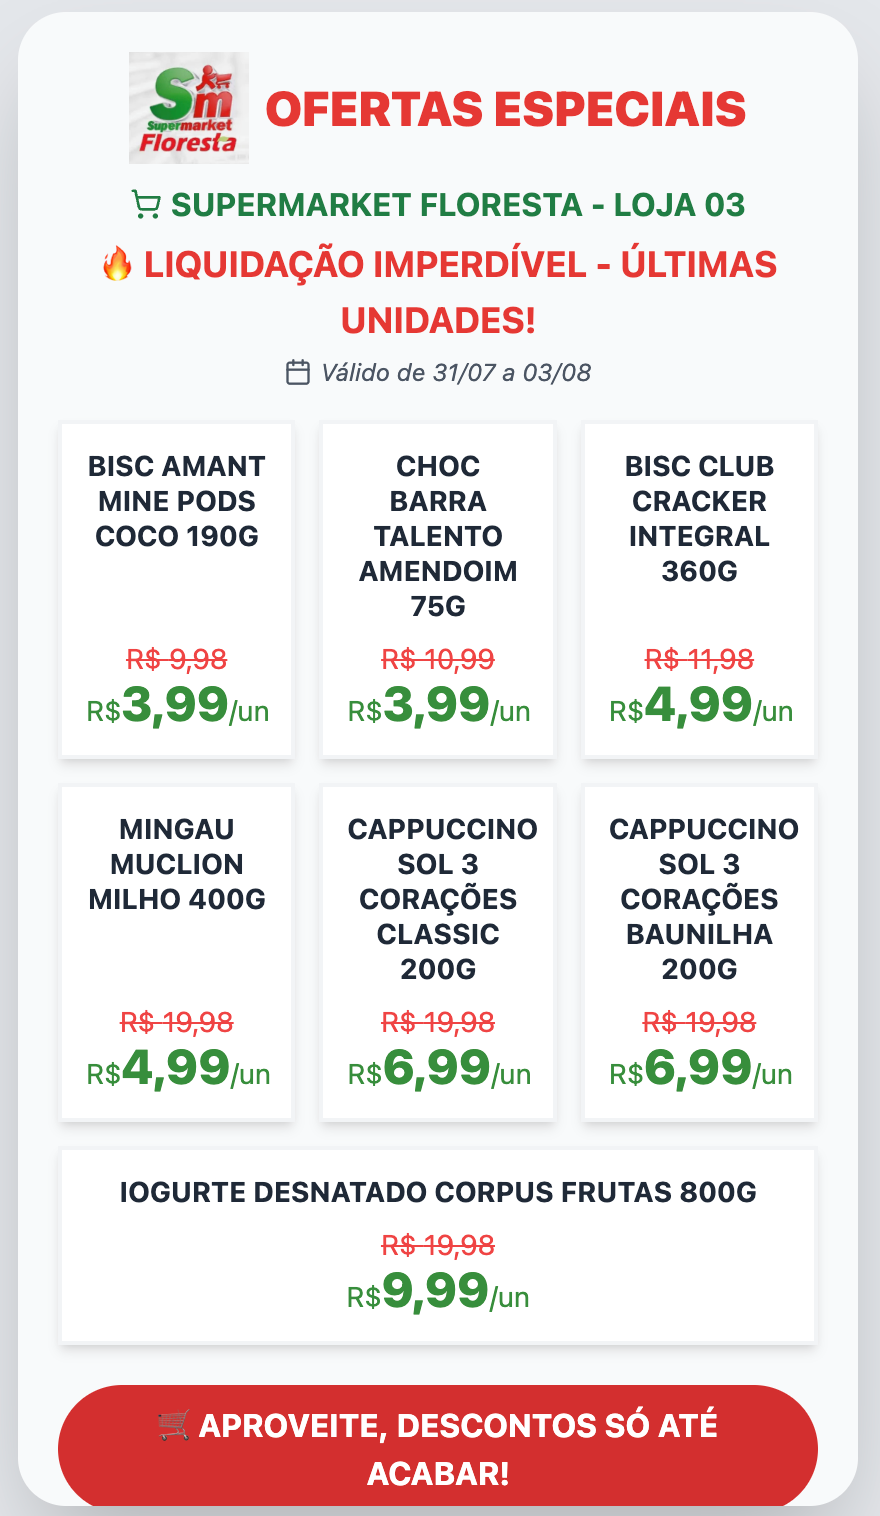 Sm
Supermarket
Floresta
OFERTAS ESPECIAIS
SUPERMARKET FLORESTA - LOJA 03
🔥 LIQUIDAÇÃO IMPERDÍVEL - ÚLTIMAS
UNIDADES!
Válido de 31/07 a 03/08
BISC AMANT
MINE PODS
COCO 190G
R$ 9,98
R$3,99/un
CHOC
BARRA
TALENTO
AMENDOIM
75G
R$ 10,99
R$3,99/un
BISC CLUB
CRACKER
INTEGRAL
360G
R$ 11,98
R$4,99/un
MINGAU
MUCLION
MILHO 400G
R$ 19,98
R$4,99/un
CAPPUCCINO
SOL 3
CORAÇÕES
CLASSIC
200G
R$ 19,98
R$6,99/un
CAPPUCCINO
SOL 3
CORAÇÕES
BAUNILHA
200G
R$ 19,98
R$6,99/un
IOGURTE DESNATADO CORPUS FRUTAS 800G
R$ 19,98
R$9,99/un
🛒 APROVEITE, DESCONTOS SÓ ATÉ
ACABAR!